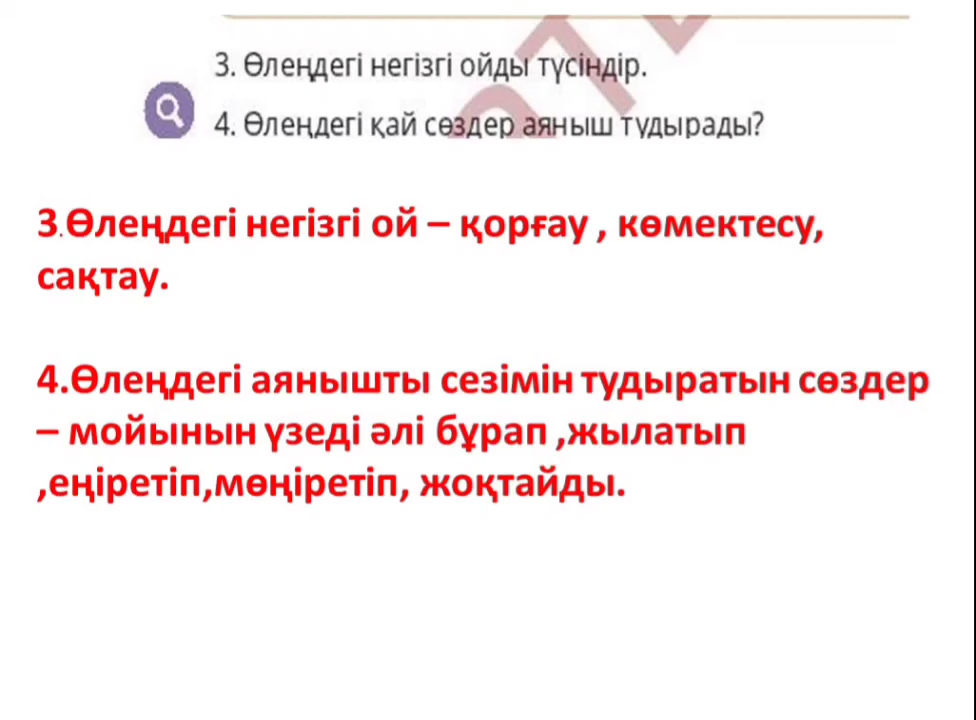 3. Өлеңдегі негізгі ойды түсіндір.
4. Өлеңдегі қай сөздер аяныш тудырады?
3.Өлеңдегі негізгі ой – қорғау , көмектесу,
сақтау.
4.Өлеңдегі аянышты сезімін тудыратын сөздер
– мойынын үзеді әлі бұрап ,жылатып
,еңіретіп,мөңіретіп, жоқтайды.